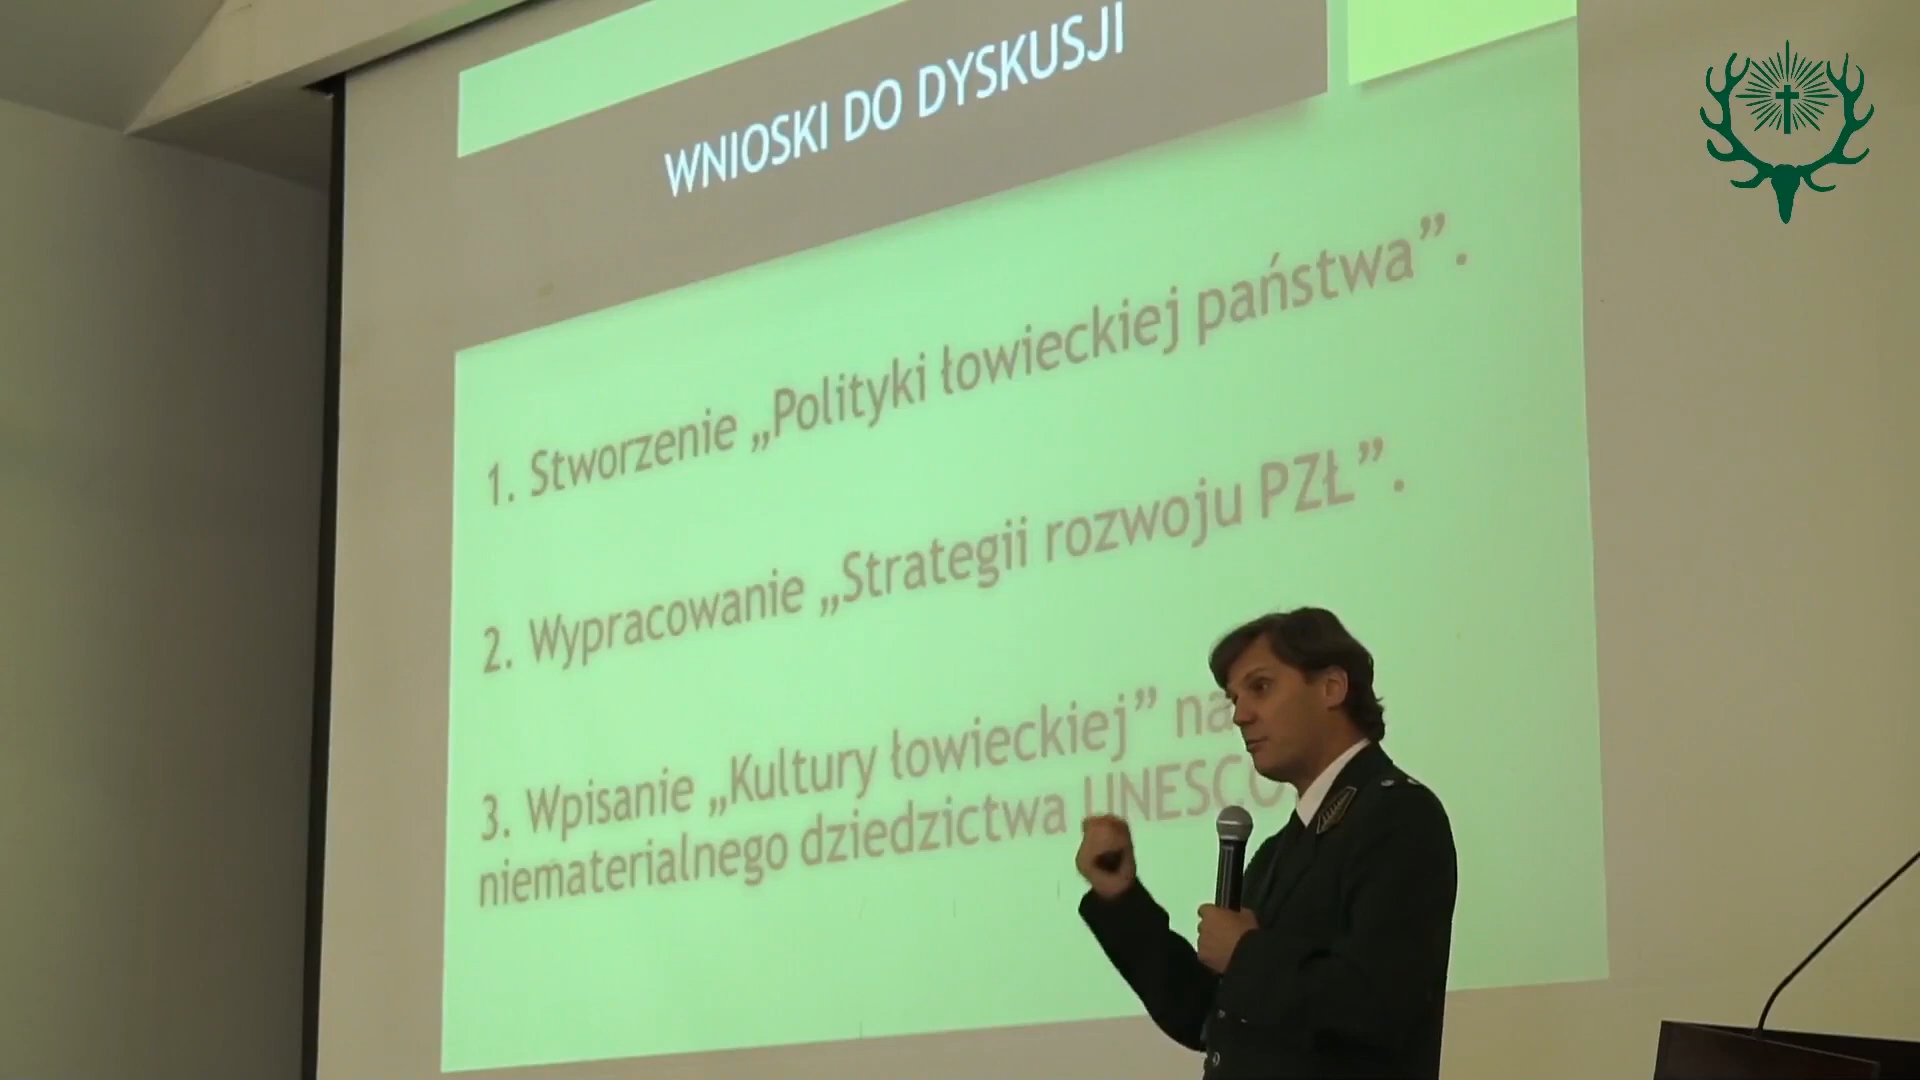 WNIOSKI DO DYSKUSJI
1. Stworzenie „Polityki łowieckiej państwa”.
2. Wypracowanie „Strategii rozwoju PZŁ”.
3. Wpisanie „Kultury łowieckiej” na
niematerialnego dziedzictwa UNESCO